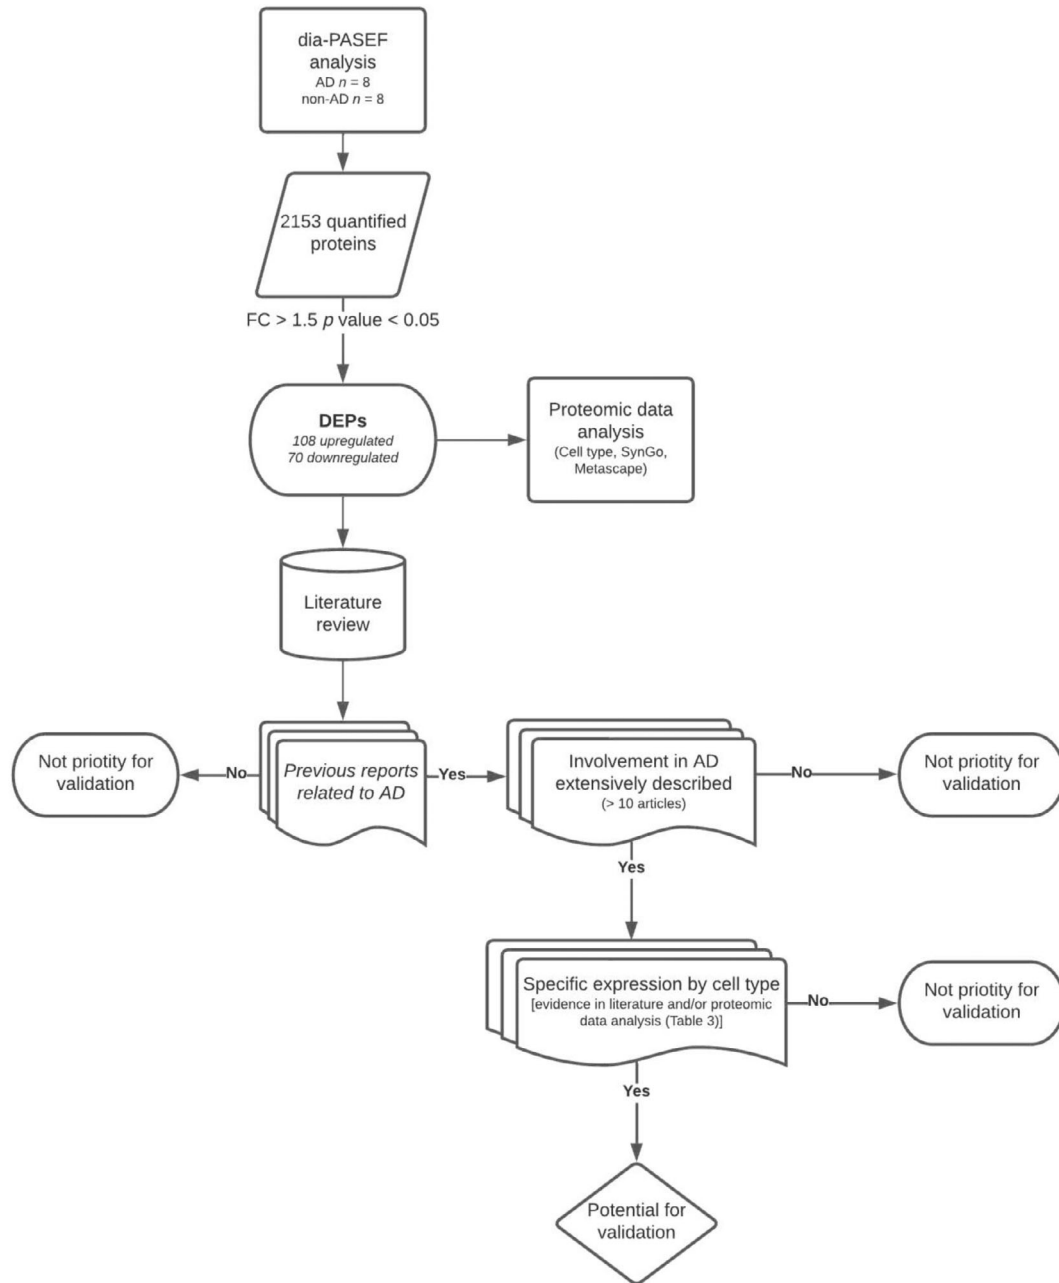 dia-PASEF
analysis
AD n = 8
non-AD n = 8
2153 quantified
proteins
FC > 1.5 p value < 0.05
DEPs
108 upregulated
70 downregulated
Proteomic data
analysis
(Cell type, SynGo,
Metascape)
Literature
review
Not priotity for
validation
No
Previous reports
related to AD
Yes
Involvement in AD
extensively described
(> 10 articles)
No
Not priotity for
validation
Yes
Specific expression by cell type
[evidence in literature and/or proteomic
data analysis (Table 3)]
No
Not priotity for
validation
Yes
Potential for
validation